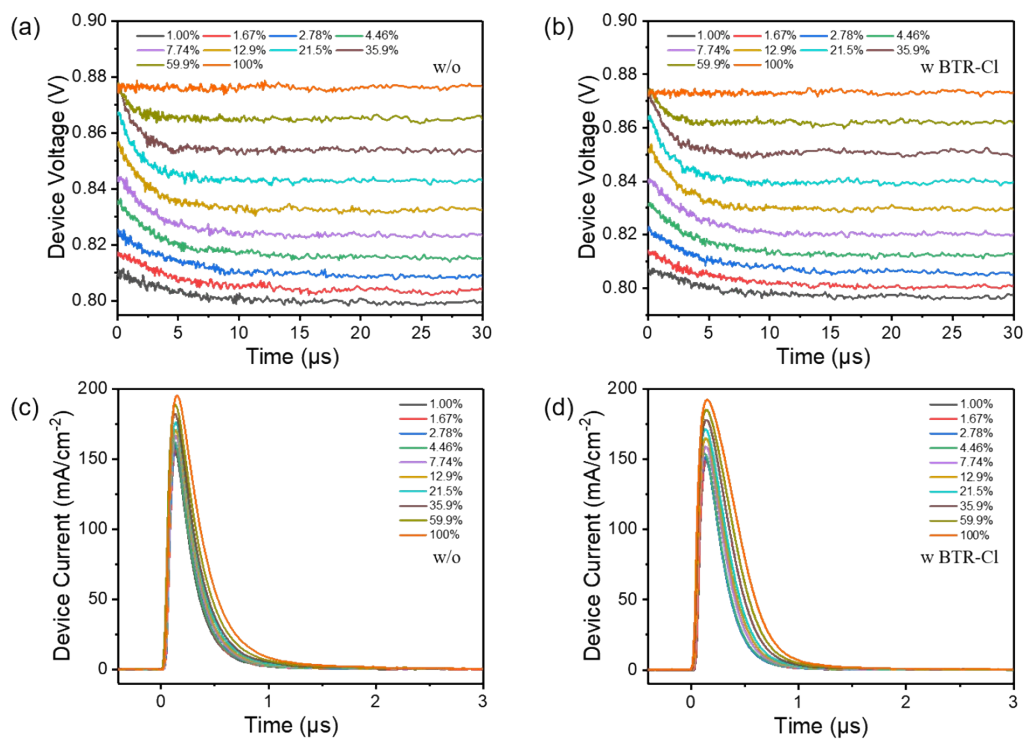 (a)
0.90
0.88
0.86
0.84
0.82
0.80
Device Voltage (V)
1.00% 1.67% 2.78% 4.46%
7.74% 12.9% 21.5% 35.9%
59.9% 100%
w/o
0 5 10 15 20 25 30
Time (μs)
(b)
0.90
0.88
0.86
0.84
0.82
0.80
Device Voltage (V)
1.00% 1.67% 2.78% 4.46%
7.74% 12.9% 21.5% 35.9%
59.9% 100%
w BTR-Cl
0 5 10 15 20 25 30
Time (μs)
(c)
200
150
100
50
0
Device Current (mA/cm⁻²)
1.00%
1.67%
2.78%
4.46%
7.74%
12.9%
21.5%
35.9%
59.9%
100%
w/o
0 1 2 3
Time (μs)
(d)
200
150
100
50
0
Device Current (mA/cm⁻²)
1.00%
1.67%
2.78%
4.46%
7.74%
12.9%
21.5%
35.9%
59.9%
100%
w BTR-Cl
0 1 2 3
Time (μs)